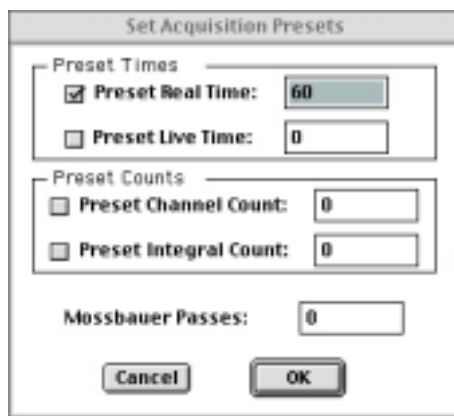 Set Acquisition Presets
Preset Times
Preset Real Time: 60
Preset Live Time: 0
Preset Counts
Preset Channel Count: 0
Preset Integral Count: 0
Mossbauer Passes: 0
Cancel OK